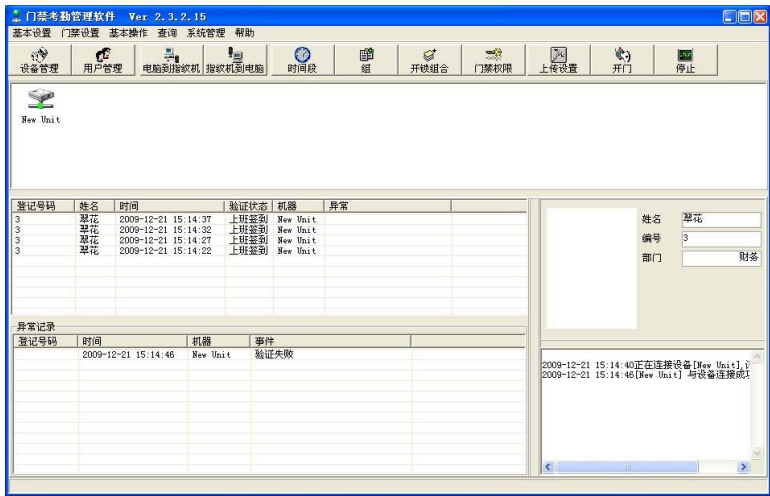 门禁考勤管理软件 Ver 2.3.2.15
基本设置 门禁设置 基本操作 查询 系统管理 帮助
设备管理 用户管理 电脑到指纹机 指纹机到电脑 时间段 组 开锁组合 门禁权限 上传设置 开门 停止
New Unit
登记号码 姓名 时间 验证状态 机器 异常
3 翠花 2009-12-21 15:14:37 上班签到 New Unit
3 翠花 2009-12-21 15:14:32 上班签到 New Unit
3 翠花 2009-12-21 15:14:27 上班签到 New Unit
3 翠花 2009-12-21 15:14:22 上班签到 New Unit
姓名 翠花
编号 3
部门 财务
异常记录
登记号码 时间 机器 事件
2009-12-21 15:14:46 New Unit 验证失败
2009-12-21 15:14:40正在连接设备[New Unit],
2009-12-21 15:14:46[New Unit] 与设备连接成